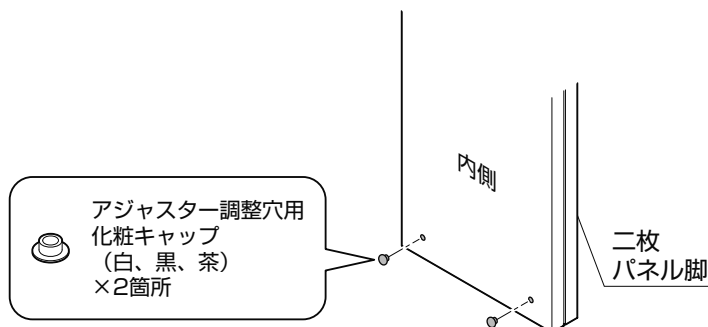 内側
アジャスター調整穴用
化粧キャップ
（白、黒、茶）
×2箇所
二枚
パネル脚